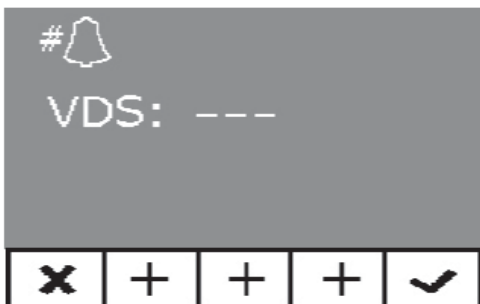 #
VDS: ---
+ + +